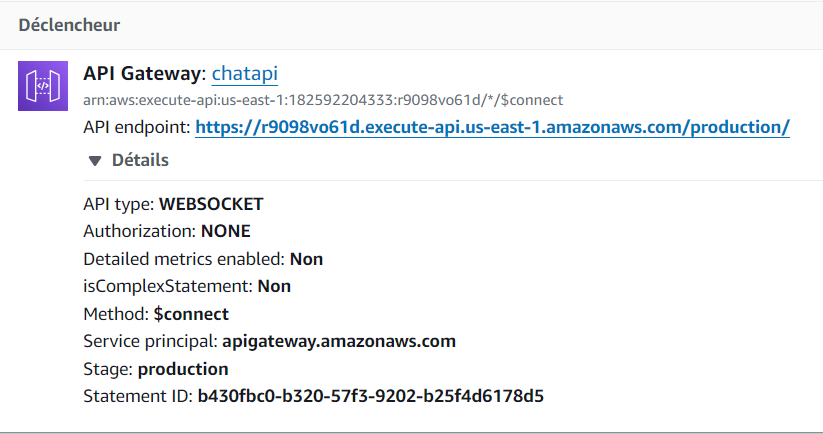 Déclencheur
API Gateway: chatapi
arn:aws:execute-api:us-east-1:182592204333:r9098vo61d/*/$connect
API endpoint: https://r9098vo61d.execute-api.us-east-1.amazonaws.com/production/
Détails
API type: WEBSOCKET
Authorization: NONE
Detailed metrics enabled: Non
isComplexStatement: Non
Method: $connect
Service principal: apigateway.amazonaws.com
Stage: production
Statement ID: b430fbc0-b320-57f3-9202-b25f4d6178d5